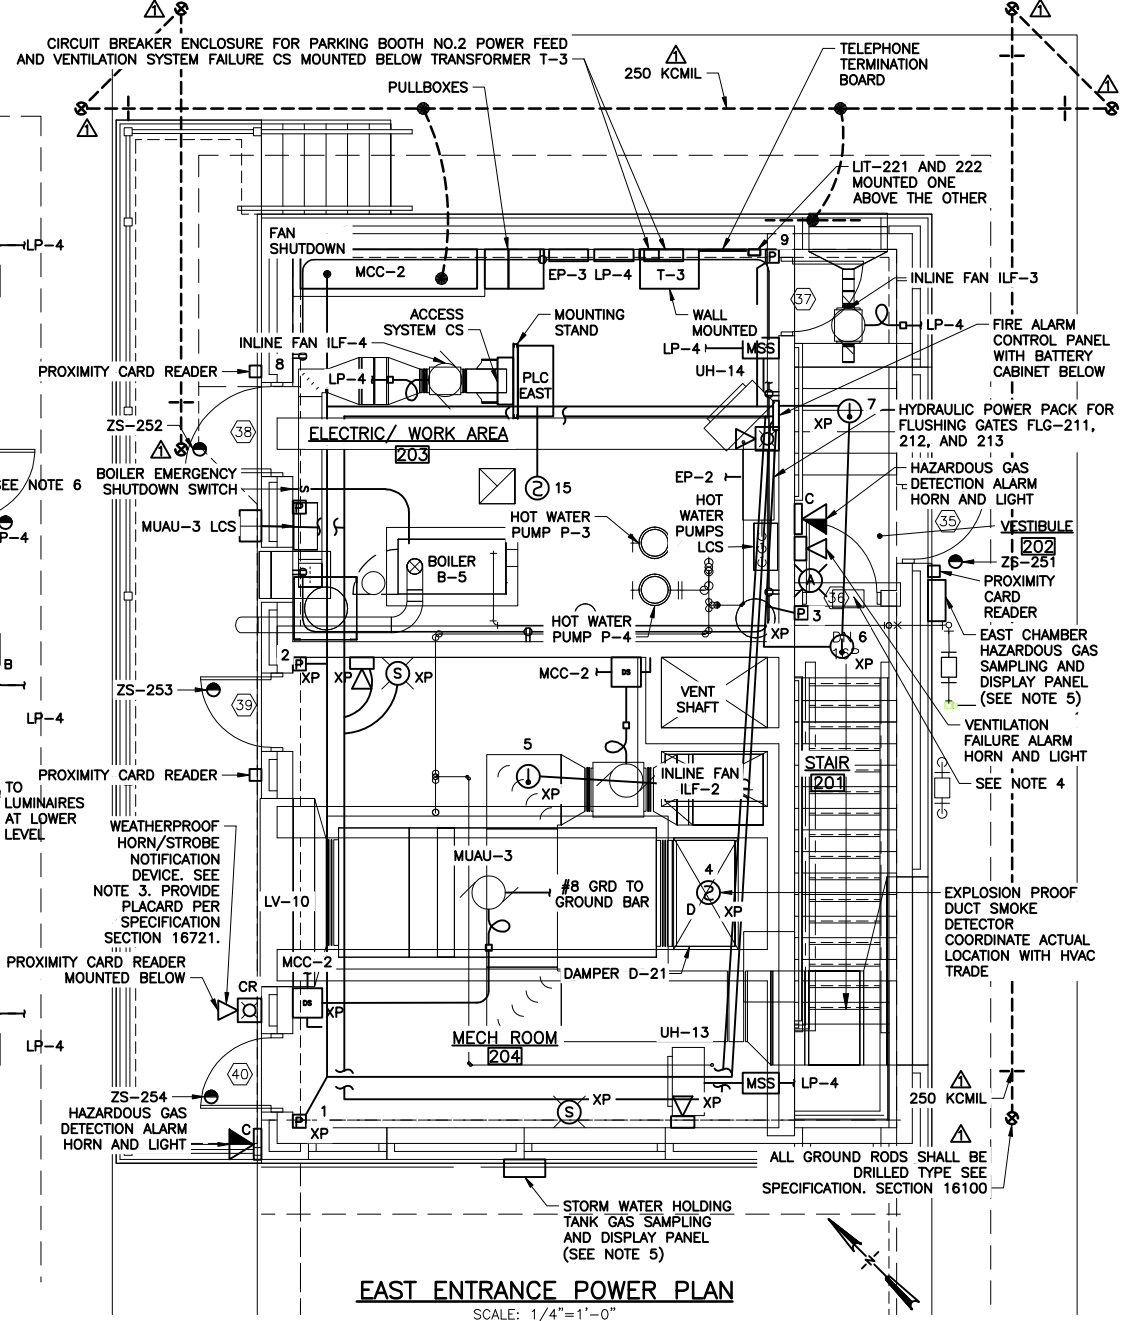 CIRCUIT BREAKER ENCLOSURE FOR PARKING BOOTH NO.2 POWER FEED
AND VENTILATION SYSTEM FAILURE CS MOUNTED BELOW TRANSFORMER T-3
1
1
1
250 KCMIL
TELEPHONE
TERMINATION
BOARD
1
1
PULLBOXES
LIT-221 AND 222
MOUNTED ONE
ABOVE THE OTHER
LP-4
FAN
SHUTDOWN
MCC-2
EP-3
LP-4
T-3
9
P
INLINE FAN ILF-3
37
LP-4
ACCESS
SYSTEM CS
MOUNTING
STAND
WALL
MOUNTED
FIRE ALARM
CONTROL PANEL
WITH BATTERY
CABINET BELOW
INLINE FAN ILF-4
LP-4
MSS
UH-14
PROXIMITY CARD READER
8
LP-4
PLC
EAST
7
XP
HYDRAULIC POWER PACK FOR
FLUSHING GATES FLG-211,
212, AND 213
ZS-252
38
1
ELECTRIC/ WORK AREA
203
BOILER EMERGENCY
SHUTDOWN SWITCH
S
P
SEE NOTE 6
P-4
EP-2
15
HAZARDOUS GAS
DETECTION ALARM
HORN AND LIGHT
C
MUAU-3 LCS
HOT WATER
PUMP P-3
HOT
WATER
PUMPS
LCS
35
VESTIBULE
202
ZS-251
BOILER
B-5
A
36
PROXIMITY
CARD
READER
P
3
HOT WATER
PUMP P-4
XP
6
XP
EAST CHAMBER
HAZARDOUS GAS
SAMPLING AND
DISPLAY PANEL
(SEE NOTE 5)
B
2
P
XP
XP
S
XP
MCC-2
DS
ZS-253
39
VENT
SHAFT
LP-4
VENTILATION
FAILURE ALARM
HORN AND LIGHT
5
XP
INLINE FAN
ILF-2
STAIR
201
SEE NOTE 4
PROXIMITY CARD READER
TO
LUMINAIRES
AT LOWER
LEVEL
WEATHERPROOF
HORN/STROBE
NOTIFICATION
DEVICE. SEE
NOTE 3. PROVIDE
PLACARD PER
SPECIFICATION
SECTION 16721.
MUAU-3
LV-10
#8 GRD TO
GROUND BAR
4
D
XP
EXPLOSION PROOF
DUCT SMOKE
DETECTOR
COORDINATE ACTUAL
LOCATION WITH HVAC
TRADE
PROXIMITY CARD READER
MOUNTED BELOW
MCC-2
DAMPER D-21
CR
DS
XP
MECH ROOM
204
UH-13
LP-4
40
MSS
LP-4
ZS-254
HAZARDOUS GAS
DETECTION ALARM
HORN AND LIGHT
C
P
1
XP
S
XP
XP
1
250 KCMIL
1
ALL GROUND RODS SHALL BE
DRILLED TYPE SEE
SPECIFICATION. SECTION 16100
STORM WATER HOLDING
TANK GAS SAMPLING
AND DISPLAY PANEL
(SEE NOTE 5)
N
EAST ENTRANCE POWER PLAN
SCALE: 1/4"=1'-0"